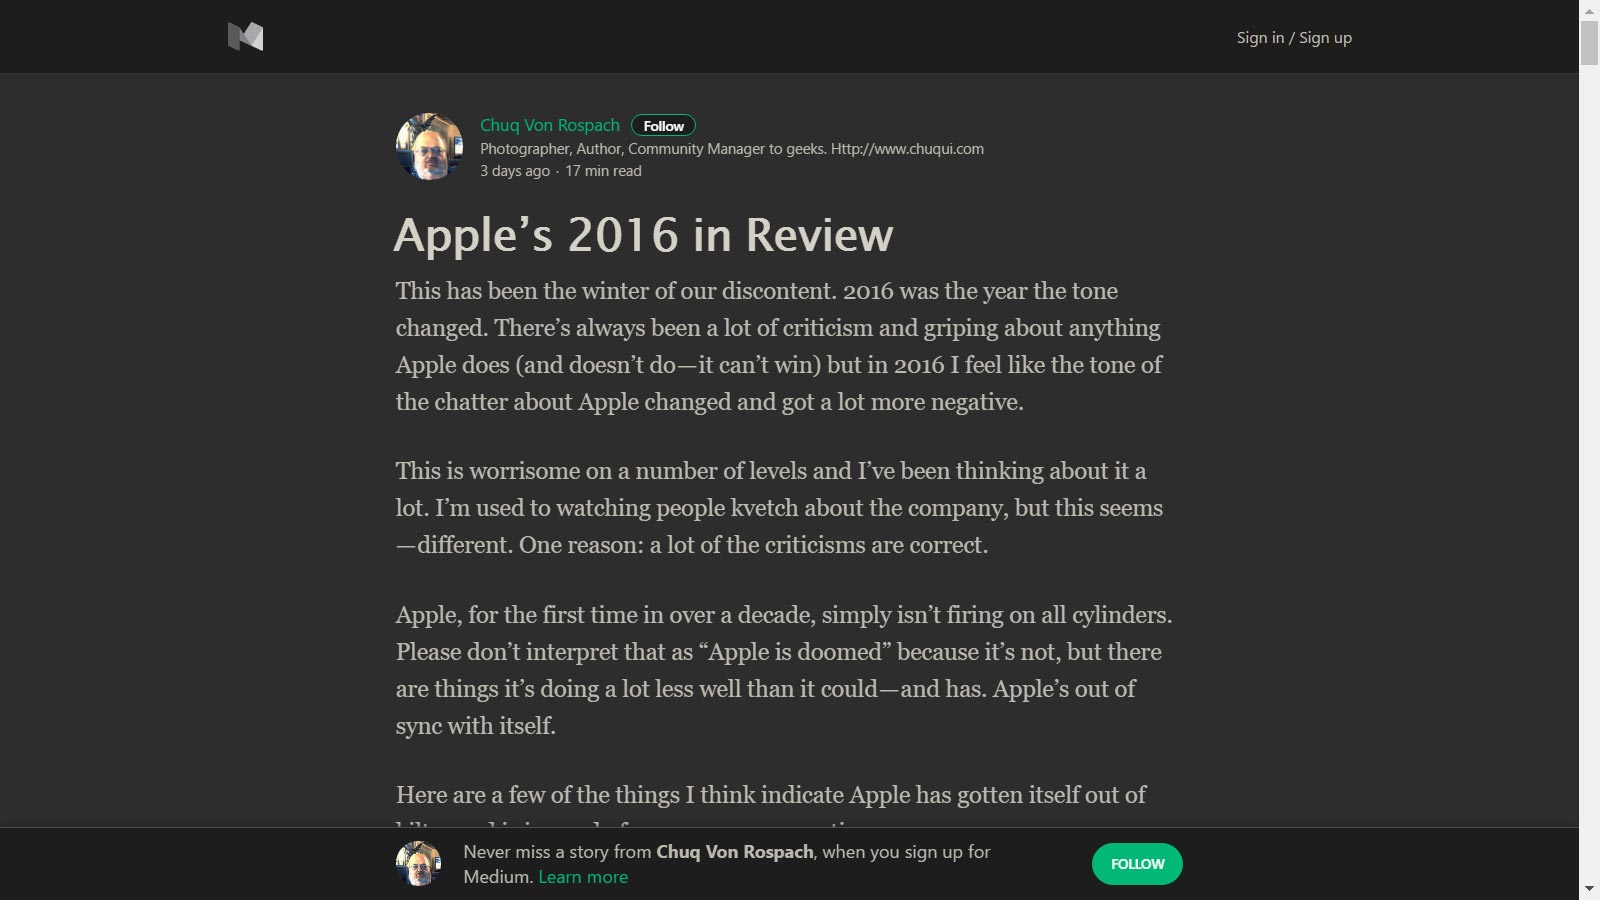 Sign in / Sign up
Chuq Von Rospach Follow
Photographer, Author, Community Manager to geeks. Http://www.chuqui.com
3 days ago · 17 min read
Apple’s 2016 in Review
This has been the winter of our discontent. 2016 was the year the tone
changed. There’s always been a lot of criticism and griping about anything
Apple does (and doesn’t do—it can’t win) but in 2016 I feel like the tone of
the chatter about Apple changed and got a lot more negative.
This is worrisome on a number of levels and I’ve been thinking about it a
lot. I’m used to watching people kvetch about the company, but this seems
—different. One reason: a lot of the criticisms are correct.
Apple, for the first time in over a decade, simply isn’t firing on all cylinders.
Please don’t interpret that as “Apple is doomed” because it’s not, but there
are things it’s doing a lot less well than it could—and has. Apple’s out of
sync with itself.
Here are a few of the things I think indicate Apple has gotten itself out of
Never miss a story from Chuq Von Rospach, when you sign up for
Medium. Learn more
FOLLOW